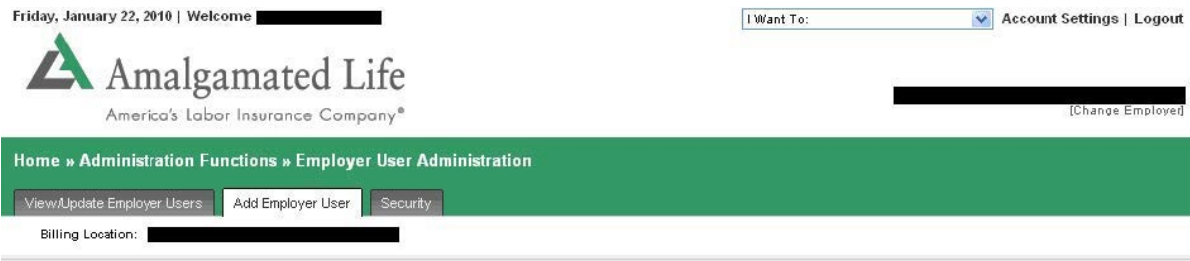 Friday, January 22, 2010 | Welcome
I Want To:
Account Settings | Logout
Amalgamated Life
America's Labor Insurance Company®
[Change Employer]
Home » Administration Functions » Employer User Administration
View/Update Employer Users
Add Employer User
Security
Billing Location: